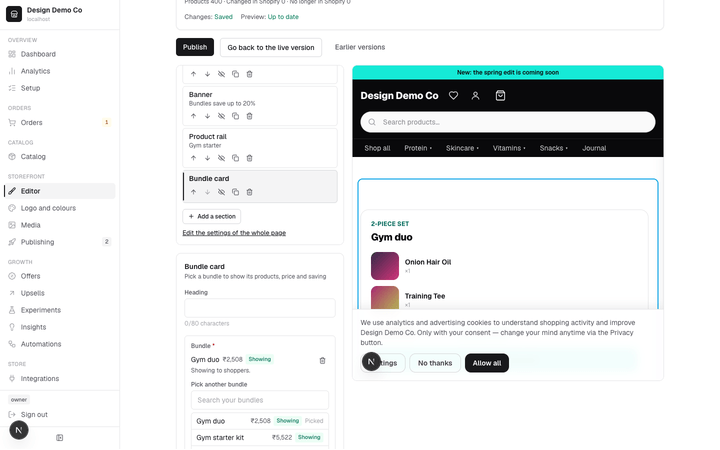 Design Demo Co
localhost
OVERVIEW
Dashboard
Analytics
Setup
ORDERS
Orders 1
CATALOG
Catalog
STOREFRONT
Editor
Logo and colours
Media
Publishing 2
GROWTH
Offers
Upsells
Experiments
Insights
Automations
STORE
Integrations
owner
Sign out
N
Products 400 · Changed in Shopify 0 · No longer in Shopify 0
Changes: Saved Preview: Up to date
Publish Go back to the live version Earlier versions
Banner
Bundles save up to 20%
Product rail
Gym starter
Bundle card
+ Add a section
Edit the settings of the whole page
Bundle card
Pick a bundle to show its products, price and saving
Heading
0/80 characters
Bundle *
Gym duo ₹2,508 Showing
Showing to shoppers.
Pick another bundle
Search your bundles
Gym duo ₹2,508 Showing Picked
Gym starter kit ₹5,522 Showing
New: the spring edit is coming soon
Design Demo Co
Search products...
Shop all Protein Skincare Vitamins Snacks Journal
2-PIECE SET
Gym duo
Onion Hair Oil
×1
Training Tee
×1
We use analytics and advertising cookies to understand shopping activity and improve
Design Demo Co. Only with your consent — change your mind anytime via the Privacy
button.
N tings No thanks Allow all